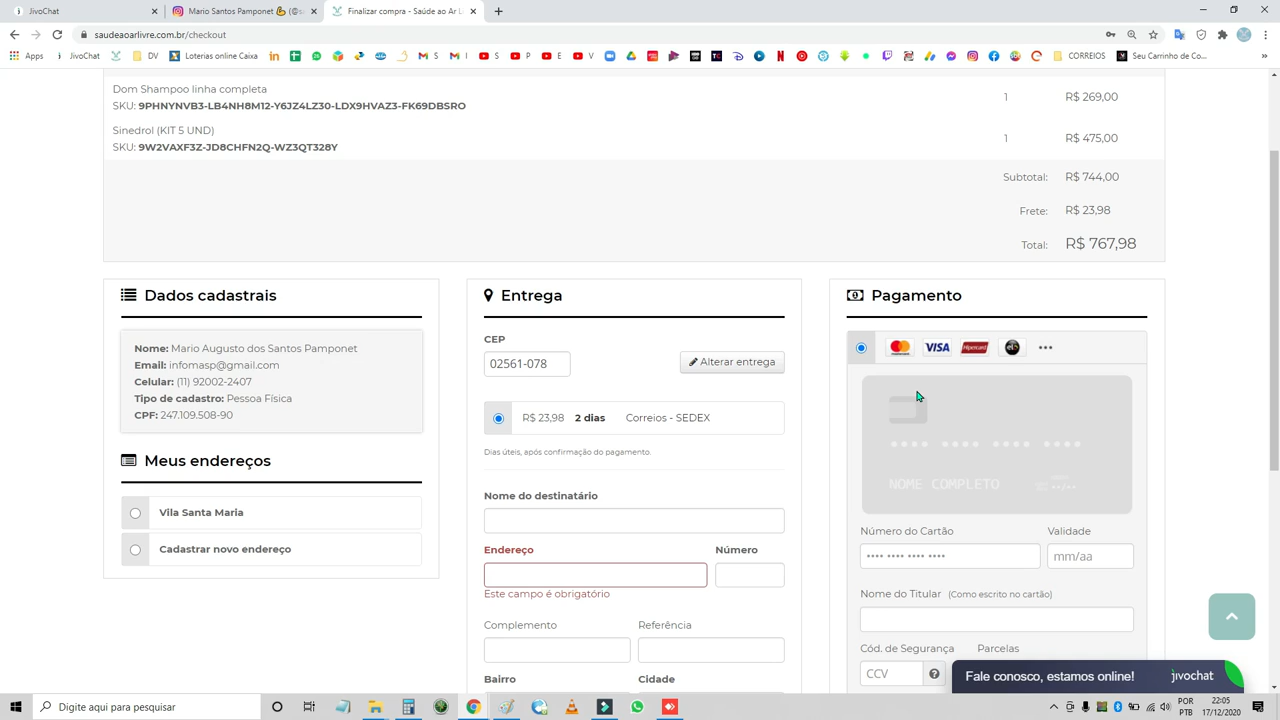 JivoChat
Mario Santos Pamponet
Finalizar compra - Saúde ao Ar L
saudeaoarlivre.com.br/checkout
Apps
JivoChat
DV
Loterias online Caixa
CORREIOS
Seu Carrinho de Co...
Dom Shampoo linha completa
SKU: 9PHNYNVB3-LB4NH8M12-Y6JZ4LZ30-LDX9HVAZ3-FK69DBSRO
1
R$ 269,00
Sinedrol (KIT 5 UND)
SKU: 9W2VAXF3Z-JD8CHFN2Q-WZ3QT328Y
1
R$ 475,00
Subtotal: R$ 744,00
Frete: R$ 23,98
Total: R$ 767,98
Dados cadastrais
Nome: Mario Augusto dos Santos Pamponet
Email: infomasp@gmail.com
Celular: (11) 92002-2407
Tipo de cadastro: Pessoa Física
CPF: 247.109.508-90
Meus endereços
Vila Santa Maria
Cadastrar novo endereço
Entrega
CEP
02561-078
Alterar entrega
R$ 23,98 2 dias Correios - SEDEX
Dias úteis, após confirmação do pagamento.
Nome do destinatário
Endereço Número
Este campo é obrigatório
Complemento Referência
Bairro Cidade
Pagamento
VISA
Hipercard
elo
•••• •••• •••• ••••
NOME COMPLETO ••/••
Número do Cartão Validade
•••• •••• •••• •••• mm/aa
Nome do Titular (Como escrito no cartão)
Cód. de Segurança Parcelas
CCV
Fale conosco, estamos online! jivochat
Digite aqui para pesquisar
POR
PTB
22:05
17/12/2020